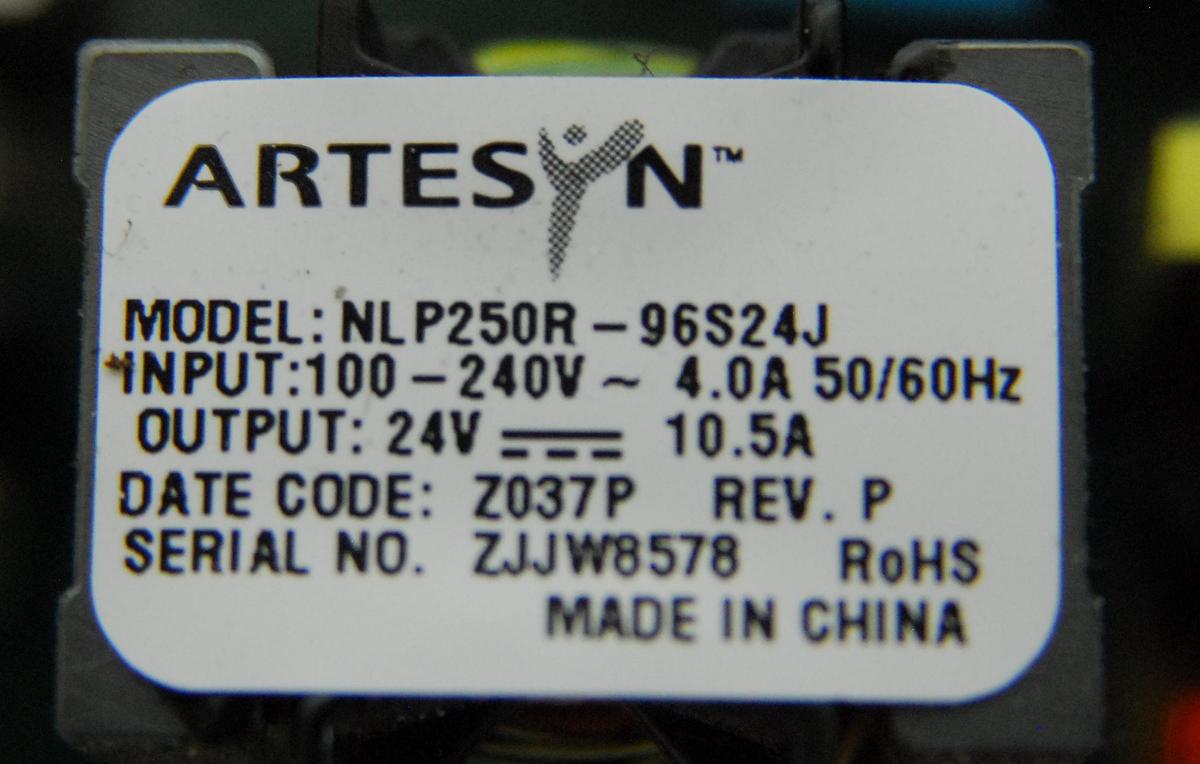 ARTESYN™
MODEL: NLP250R – 96S24J
INPUT:100 – 240V ~ 4.0A 50/60Hz
OUTPUT: 24V ⎓ 10.5A
DATE CODE: Z037P REV. P
SERIAL NO. ZJJW8578 RoHS
MADE IN CHINA